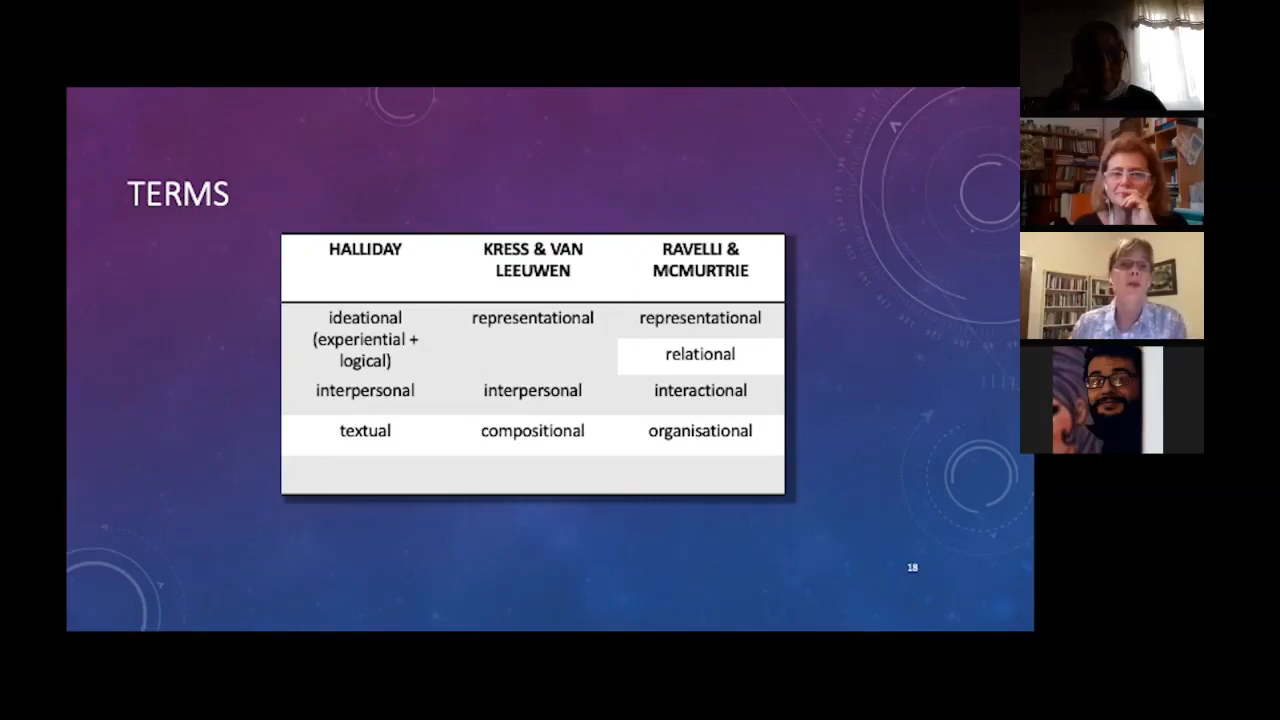 TERMS
HALLIDAY
KRESS & VAN
LEEUWEN
RAVELLI &
MCMURTRIE
ideational
(experiential +
logical)
representational
representational
relational
interpersonal
interpersonal
interactional
textual
compositional
organisational
18